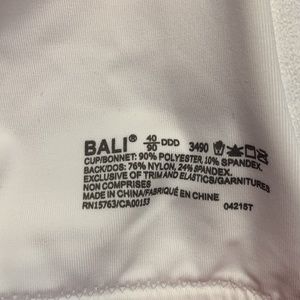 BALI® 40/90 DDD 3490
CUP/BONNET: 90% POLYESTER, 10% SPANDEX.
BACK/DOS: 76% NYLON, 24% SPANDEX.
EXCLUSIVE OF TRIM AND ELASTICS/GARNITURES
NON COMPRISES
MADE IN CHINA/FABRIQUÉ EN CHINE
RN15763/CA00153 04215T